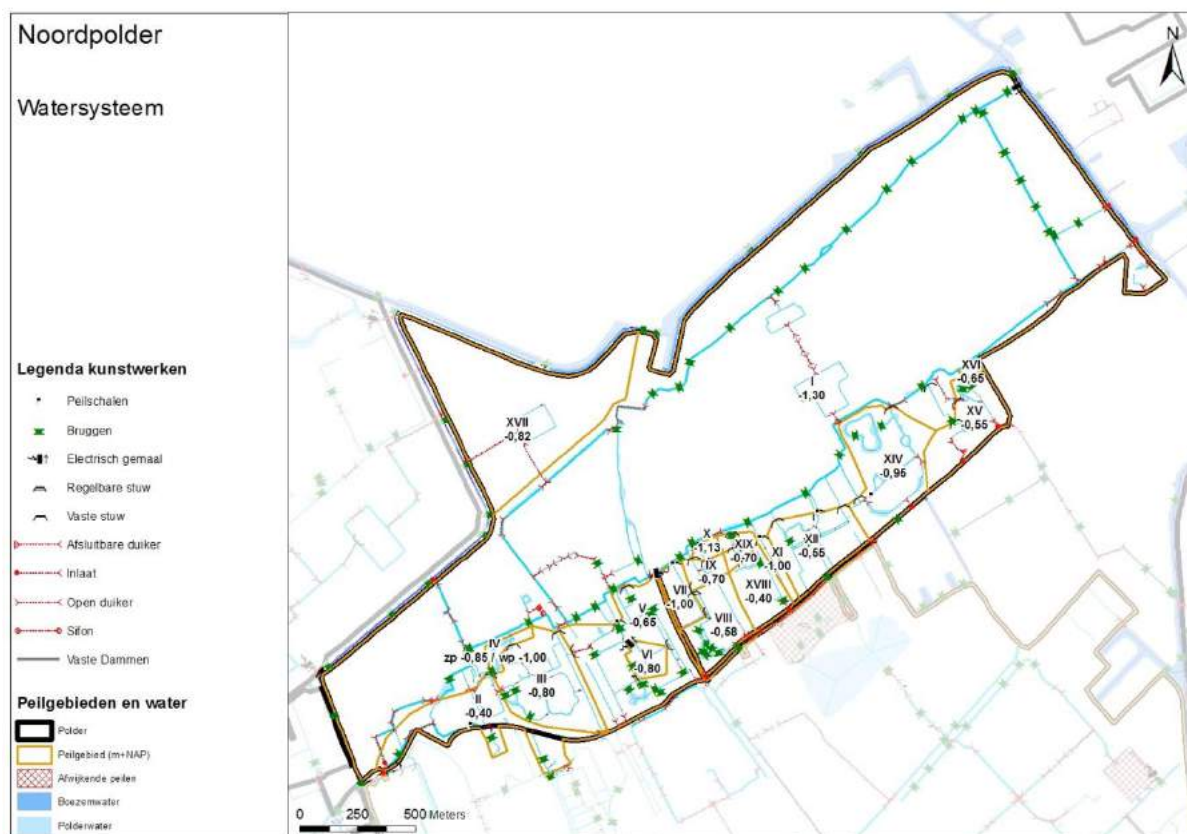 Noordpolder
Watersysteem
Legenda kunstwerken
Peilschalen
Bruggen
Electrisch gemaal
Regelbare stuw
Vaste stuw
Afsluitbare duiker
Inlaat
Open duiker
Sifon
Vaste Dammen
Peilgebieden en water
Polder
Peilgebied (m+NAP)
Afwijkende peilen
Boezemwater
Polderwater
N
I
-1,30
XVI
-0,65
XV
-0,55
XVII
-0,82
XIV
-0,95
X
-1,13
XIX
-0,70
XII
-0,55
IX
-0,70
XI
-1,00
VII
-1,00
XVIII
-0,40
V
-0,65
VIII
-0,58
IV
zp -0,85 / wp -1,00
VI
-0,80
III
-0,80
II
-0,40
0 250 500 Meters